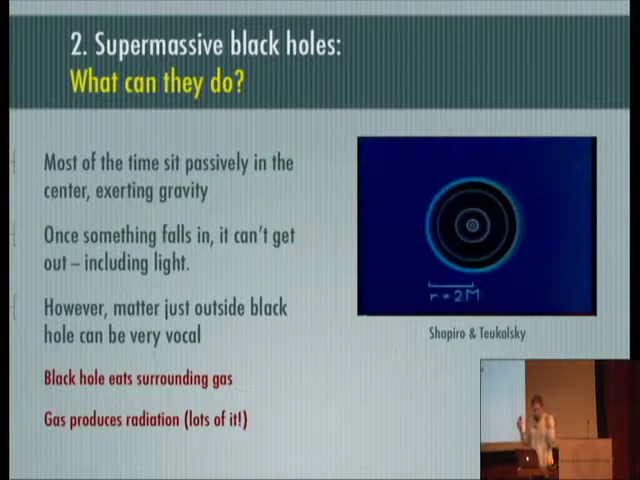 2. Supermassive black holes:
What can they do?
Most of the time sit passively in the
center, exerting gravity
Once something falls in, it can't get
out – including light.
However, matter just outside black
hole can be very vocal
Black hole eats surrounding gas
Gas produces radiation (lots of it!)
r = 2M
Shapiro & Teukolsky